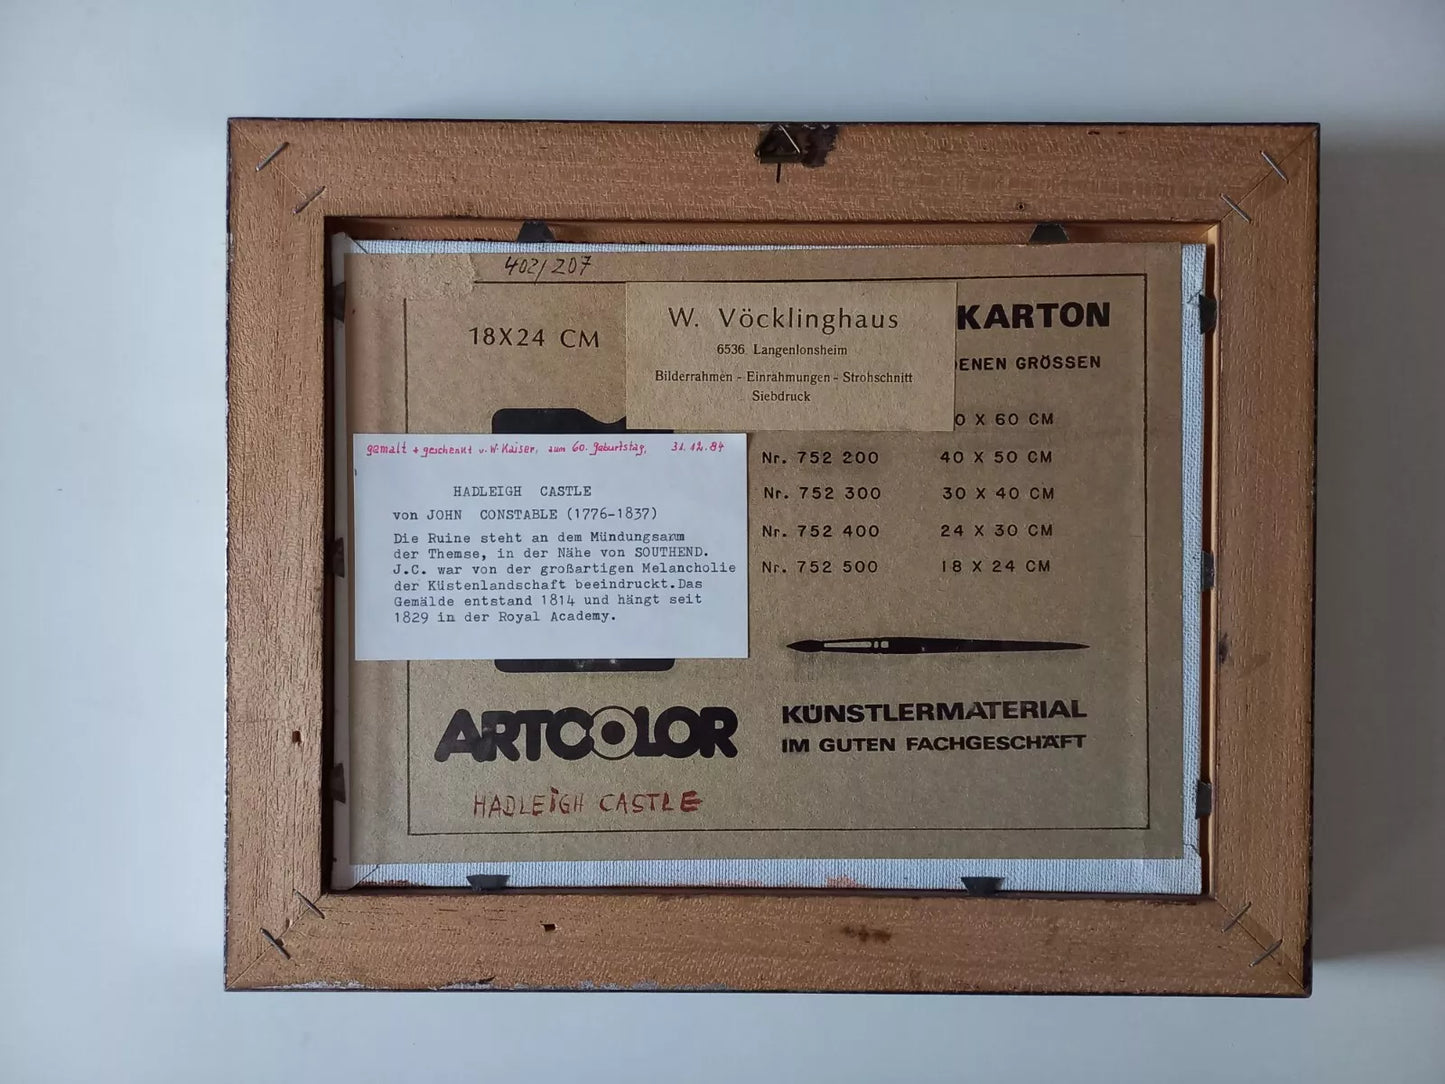 402/207
18X24 CM
W. Vöcklinghaus
6536 Langenlonsheim
Bilderrahmen - Einrahmungen - Strohschnitt
Siebdruck
KARTON
DENEN GRÖSSEN
0 X 60 CM
Nr. 752 200 40 X 50 CM
Nr. 752 300 30 X 40 CM
Nr. 752 400 24 X 30 CM
Nr. 752 500 18 X 24 CM
gemalt + geschenkt v. W. Kaiser, zum 60. Geburtstag, 31.12.84
HADLEIGH CASTLE
von JOHN CONSTABLE (1776-1837)
Die Ruine steht an dem Mündungsarm
der Themse, in der Nähe von SOUTHEND.
J.C. war von der großartigen Melancholie
der Küstenlandschaft beeindruckt.Das
Gemälde entstand 1814 und hängt seit
1829 in der Royal Academy.
ARTCOLOR
KÜNSTLERMATERIAL
IM GUTEN FACHGESCHÄFT
HADLEIGH CASTLE